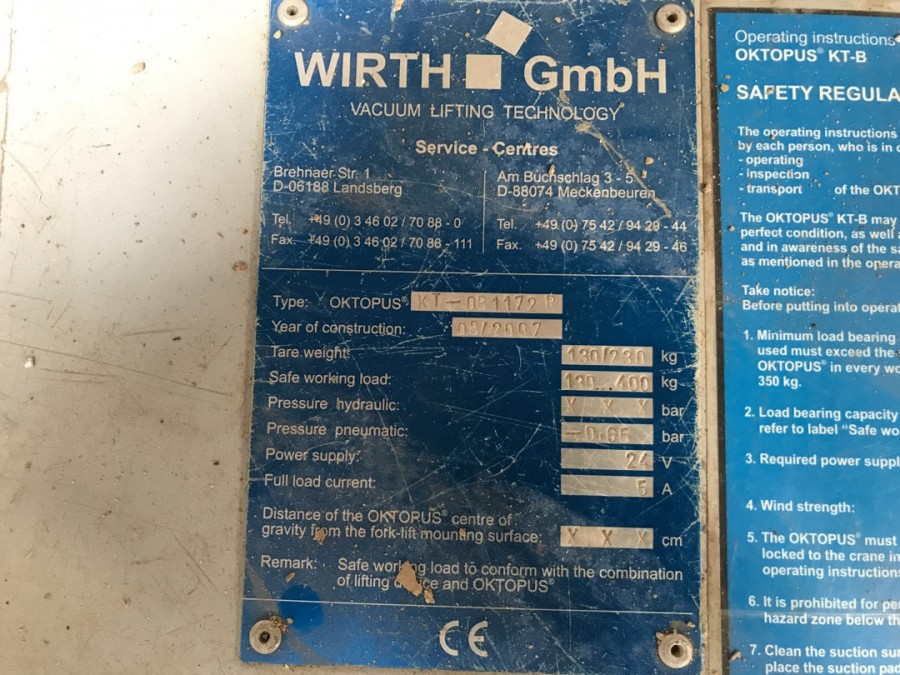 WIRTH GmbH
VACUUM LIFTING TECHNOLOGY
Service - Centres
Brehnaer Str. 1
D-06188 Landsberg
Tel. +49 (0) 3 46 02 / 70 88 - 0
Fax. +49 (0) 3 46 02 / 70 88 - 111
Am Buchschlag 3 - 5
D-88074 Meckenbeuren
Tel. +49 (0) 75 42 / 94 29 - 44
Fax. +49 (0) 75 42 / 94 29 - 46
Type: OKTOPUS®
Year of construction: 08/2007
Tare weight: 130/230 kg
Safe working load: 130...400 kg
Pressure hydraulic: X X X bar
Pressure pneumatic: -0.65 bar
Power supply: 24 V
Full load current: 5 A
Distance of the OKTOPUS® centre of
gravity from the fork-lift mounting surface: X X X cm
Remark: Safe working load to conform with the combination
of lifting device and OKTOPUS®
CE
Operating instructions
OKTOPUS® KT-B
SAFETY REGULA
The operating instructions
by each person, who is in
- operating
- inspection
- transport of the OKT
The OKTOPUS® KT-B may
perfect condition, as well
and in awareness of the
as mentioned in the opera
Take notice:
Before putting into operat
1. Minimum load bearing
used must exceed the
OKTOPUS® in every wo
350 kg.
2. Load bearing capacity
refer to label "Safe wo
3. Required power suppl
4. Wind strength:
5. The OKTOPUS® must
locked to the crane in
operating instructions
6. It is prohibited for per
hazard zone below th
7. Clean the suction sur
place the suction pad